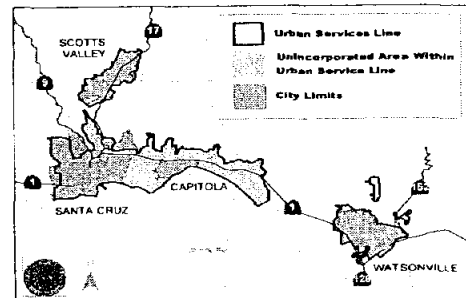 SCOTTS
VALLEY
17
9
Urban Services Line
Unincorporated Area Within
Urban Service Line
City Limits
1
CAPITOLA
SANTA CRUZ
1
WATSONVILLE